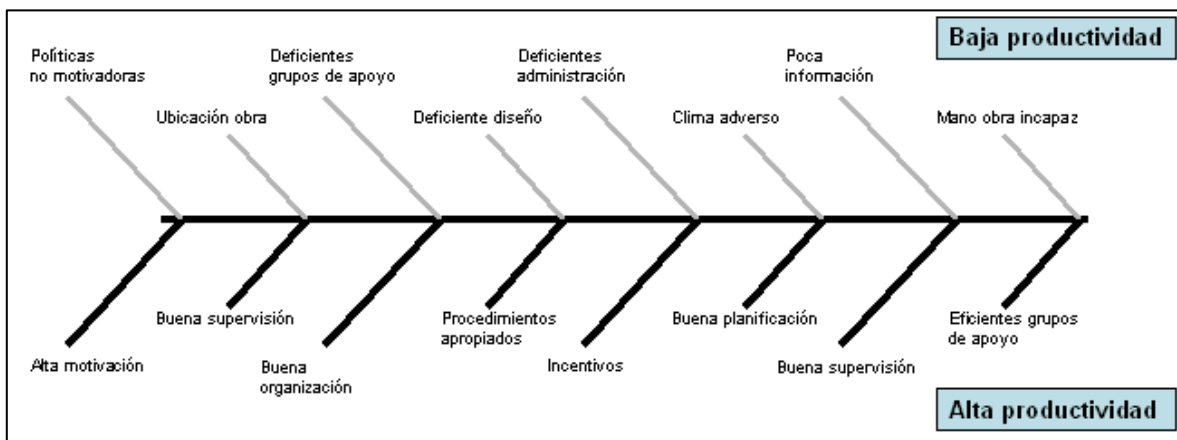 Baja productividad
Políticas
no motivadoras
Deficientes
grupos de apoyo
Deficientes
administración
Poca
información
Ubicación obra
Deficiente diseño
Clima adverso
Mano obra incapaz
Buena supervisión
Procedimientos
apropiados
Buena planificación
Eficientes grupos
de apoyo
Alta motivación
Buena
organización
Incentivos
Buena supervisión
Alta productividad